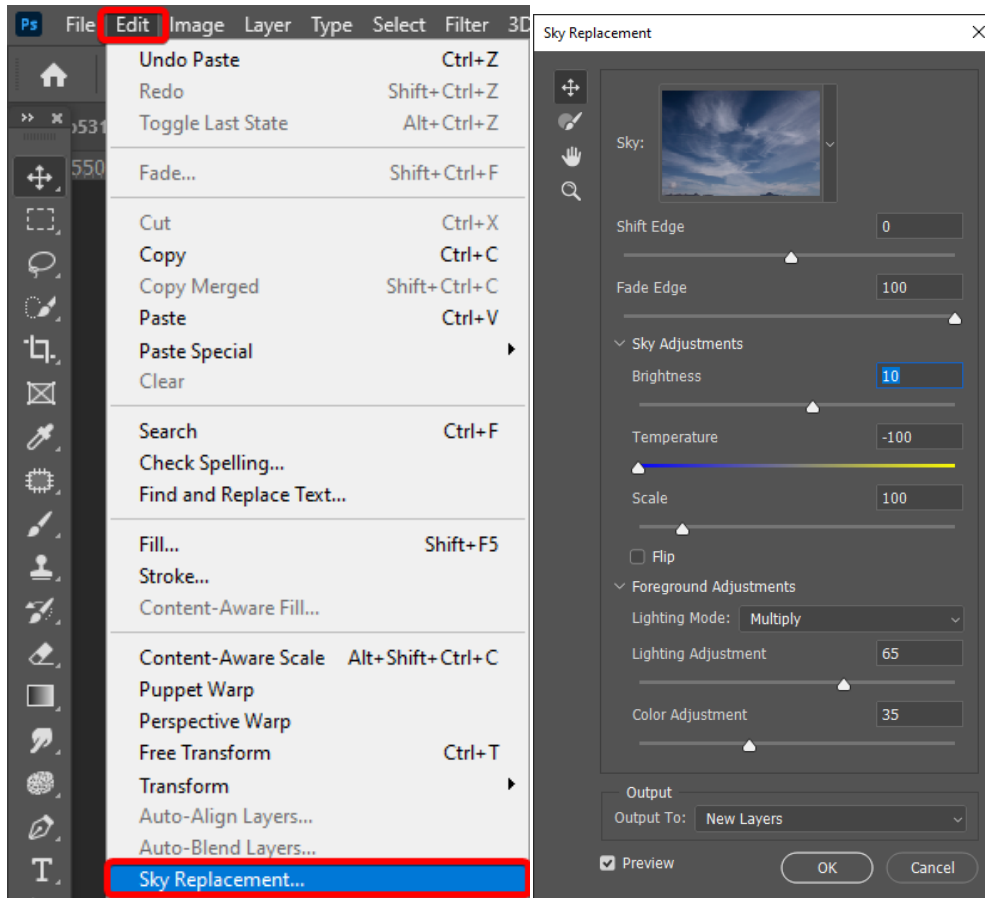 Ps File Edit Image Layer Type Select Filter 3D
Undo Paste Ctrl+Z
Redo Shift+Ctrl+Z
Toggle Last State Alt+Ctrl+Z
Fade... Shift+Ctrl+F
Cut Ctrl+X
Copy Ctrl+C
Copy Merged Shift+Ctrl+C
Paste Ctrl+V
Paste Special
Clear
Search Ctrl+F
Check Spelling...
Find and Replace Text...
Fill... Shift+F5
Stroke...
Content-Aware Fill...
Content-Aware Scale Alt+Shift+Ctrl+C
Puppet Warp
Perspective Warp
Free Transform Ctrl+T
Transform
Auto-Align Layers...
Auto-Blend Layers...
Sky Replacement...
550
T
Sky Replacement
Sky:
Shift Edge 0
Fade Edge 100
Sky Adjustments
Brightness 10
Temperature -100
Scale 100
Flip
Foreground Adjustments
Lighting Mode: Multiply
Lighting Adjustment 65
Color Adjustment 35
Output
Output To: New Layers
Preview OK Cancel